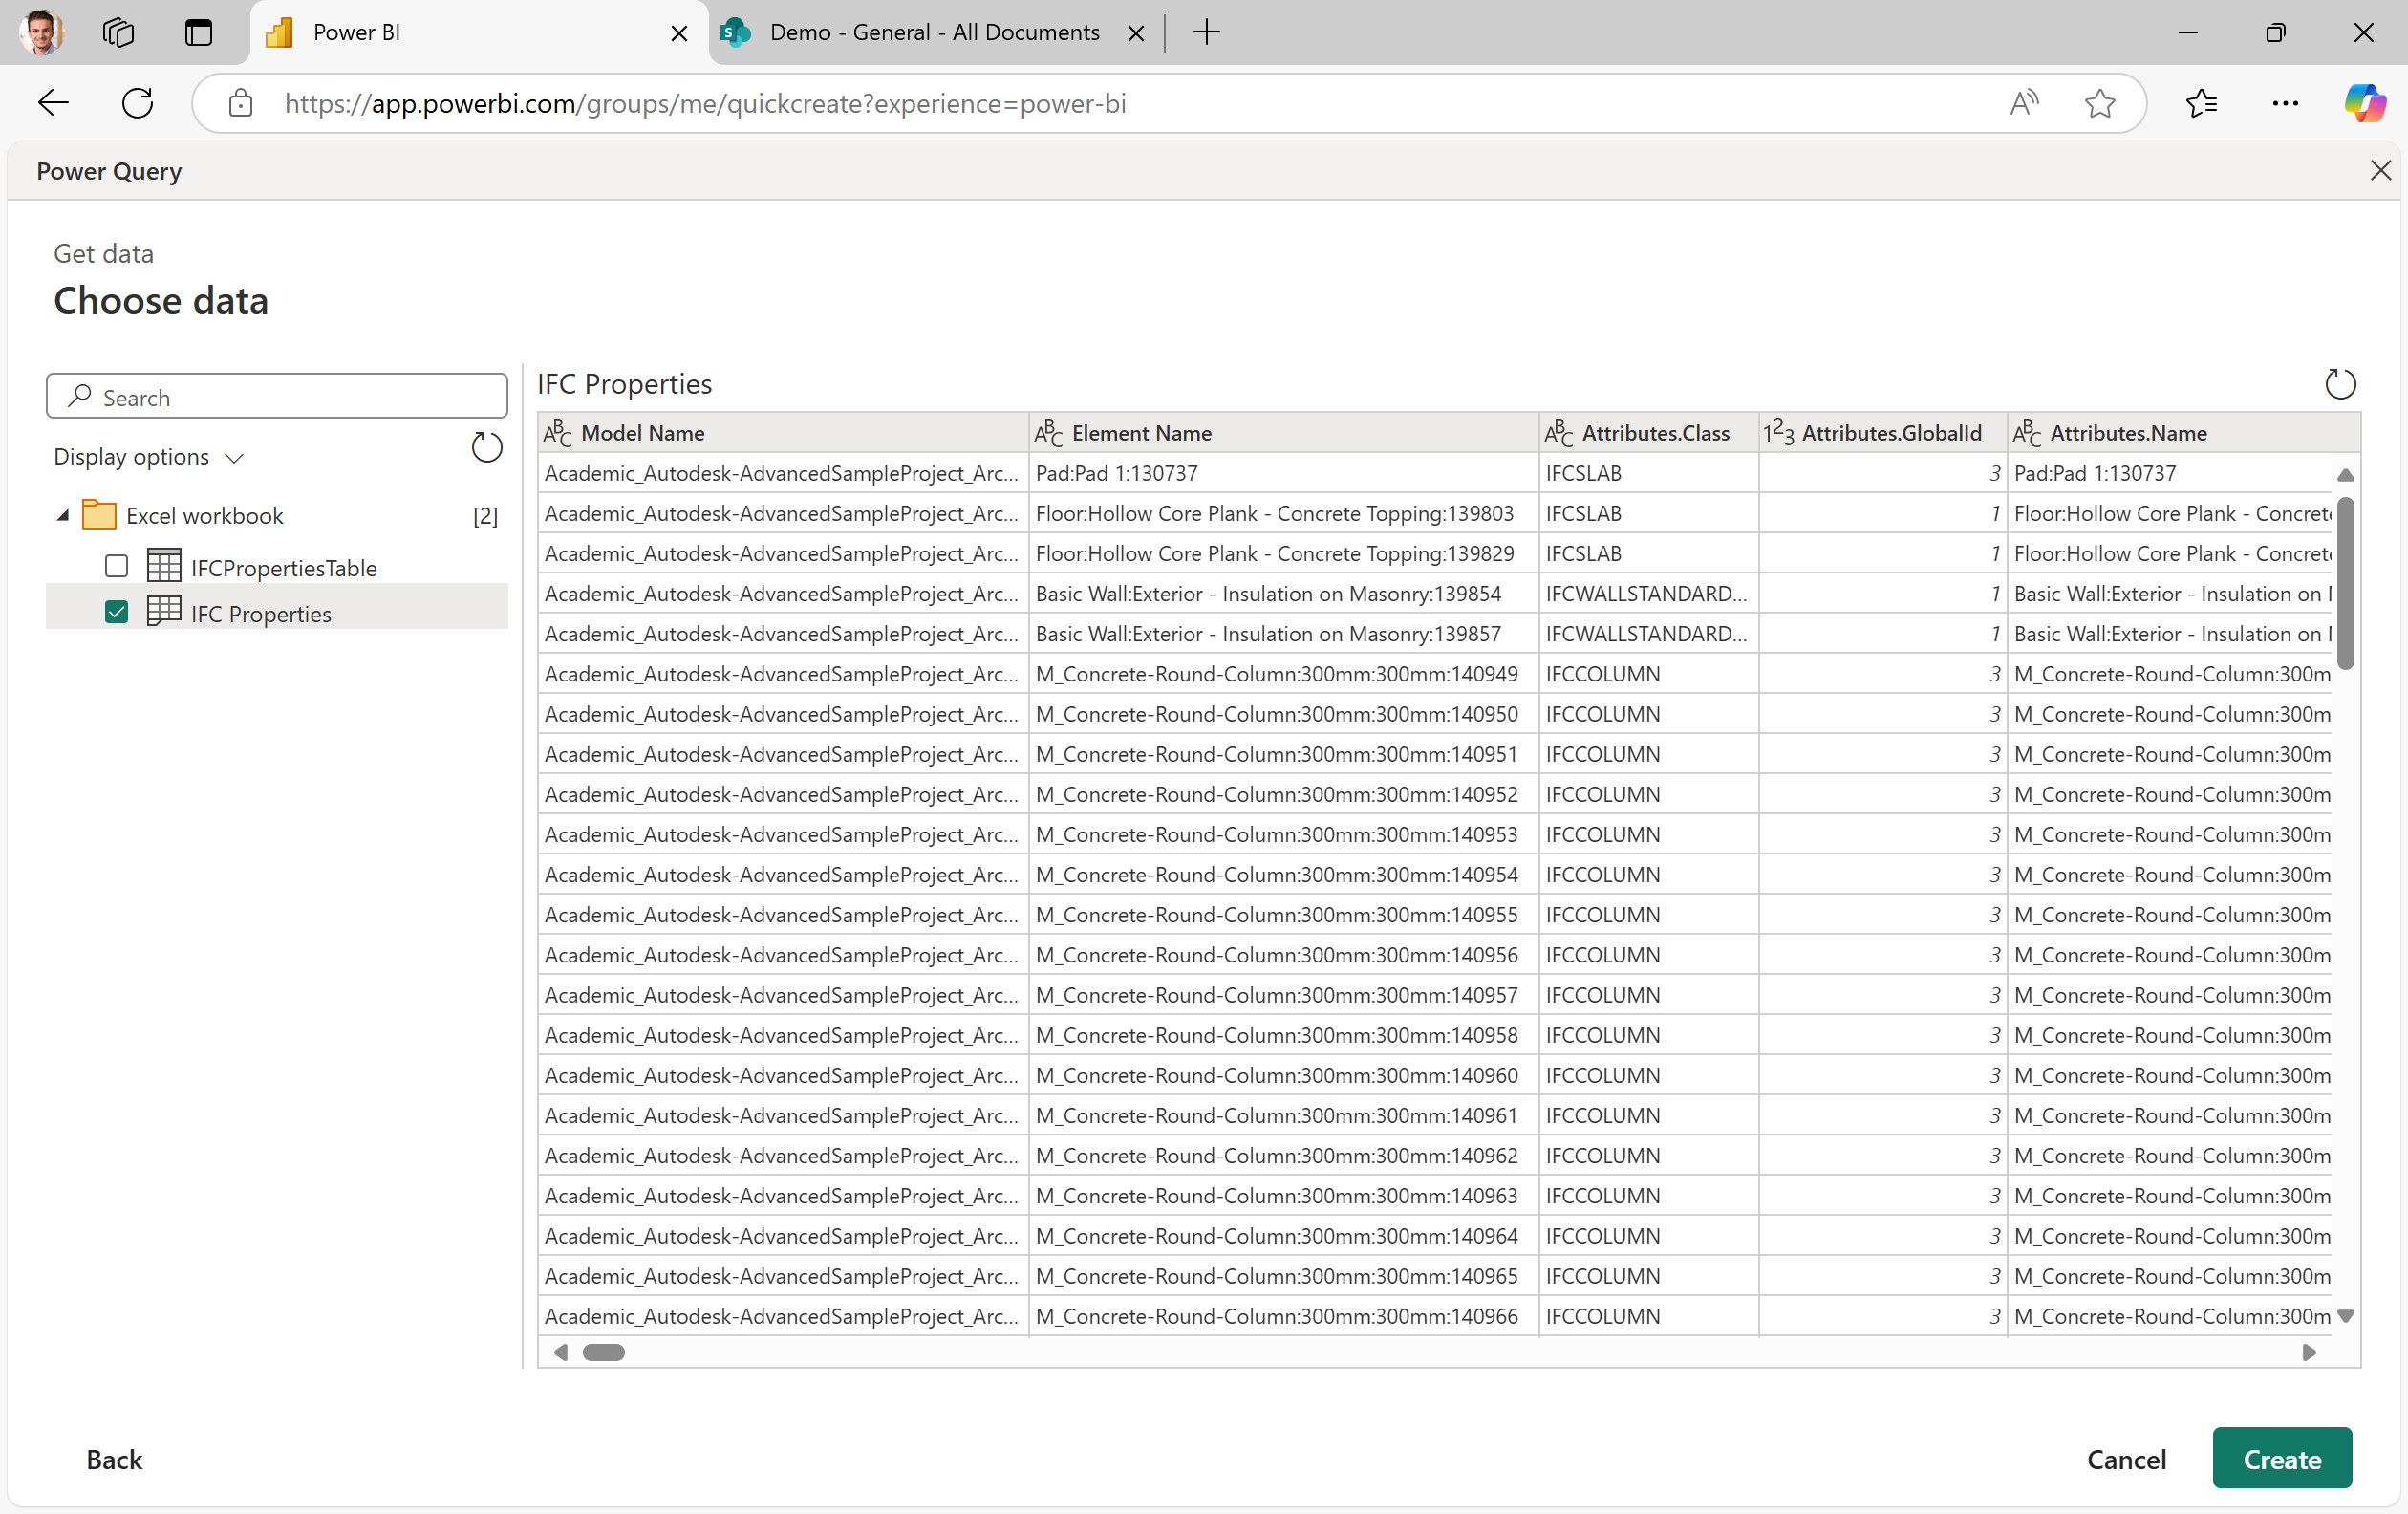 Power BI
Demo - General - All Documents
https://app.powerbi.com/groups/me/quickcreate?experience=power-bi
Power Query
Get data
Choose data
Search
Display options
Excel workbook [2]
IFCPropertiesTable
IFC Properties
IFC Properties
Model Name Element Name Attributes.Class Attributes.GlobalId Attributes.Name
Academic_Autodesk-AdvancedSampleProject_Arc... Pad:Pad 1:130737 IFCSLAB 3 Pad:Pad 1:130737
Academic_Autodesk-AdvancedSampleProject_Arc... Floor:Hollow Core Plank - Concrete Topping:139803 IFCSLAB 1 Floor:Hollow Core Plank - Concrete
Academic_Autodesk-AdvancedSampleProject_Arc... Floor:Hollow Core Plank - Concrete Topping:139829 IFCSLAB 1 Floor:Hollow Core Plank - Concrete
Academic_Autodesk-AdvancedSampleProject_Arc... Basic Wall:Exterior - Insulation on Masonry:139854 IFCWALLSTANDARD... 1 Basic Wall:Exterior - Insulation on
Academic_Autodesk-AdvancedSampleProject_Arc... Basic Wall:Exterior - Insulation on Masonry:139857 IFCWALLSTANDARD... 1 Basic Wall:Exterior - Insulation on
Academic_Autodesk-AdvancedSampleProject_Arc... M_Concrete-Round-Column:300mm:300mm:140949 IFCCOLUMN 3 M_Concrete-Round-Column:300m
Academic_Autodesk-AdvancedSampleProject_Arc... M_Concrete-Round-Column:300mm:300mm:140950 IFCCOLUMN 3 M_Concrete-Round-Column:300m
Academic_Autodesk-AdvancedSampleProject_Arc... M_Concrete-Round-Column:300mm:300mm:140951 IFCCOLUMN 3 M_Concrete-Round-Column:300m
Academic_Autodesk-AdvancedSampleProject_Arc... M_Concrete-Round-Column:300mm:300mm:140952 IFCCOLUMN 3 M_Concrete-Round-Column:300m
Academic_Autodesk-AdvancedSampleProject_Arc... M_Concrete-Round-Column:300mm:300mm:140953 IFCCOLUMN 3 M_Concrete-Round-Column:300m
Academic_Autodesk-AdvancedSampleProject_Arc... M_Concrete-Round-Column:300mm:300mm:140954 IFCCOLUMN 3 M_Concrete-Round-Column:300m
Academic_Autodesk-AdvancedSampleProject_Arc... M_Concrete-Round-Column:300mm:300mm:140955 IFCCOLUMN 3 M_Concrete-Round-Column:300m
Academic_Autodesk-AdvancedSampleProject_Arc... M_Concrete-Round-Column:300mm:300mm:140956 IFCCOLUMN 3 M_Concrete-Round-Column:300m
Academic_Autodesk-AdvancedSampleProject_Arc... M_Concrete-Round-Column:300mm:300mm:140957 IFCCOLUMN 3 M_Concrete-Round-Column:300m
Academic_Autodesk-AdvancedSampleProject_Arc... M_Concrete-Round-Column:300mm:300mm:140958 IFCCOLUMN 3 M_Concrete-Round-Column:300m
Academic_Autodesk-AdvancedSampleProject_Arc... M_Concrete-Round-Column:300mm:300mm:140960 IFCCOLUMN 3 M_Concrete-Round-Column:300m
Academic_Autodesk-AdvancedSampleProject_Arc... M_Concrete-Round-Column:300mm:300mm:140961 IFCCOLUMN 3 M_Concrete-Round-Column:300m
Academic_Autodesk-AdvancedSampleProject_Arc... M_Concrete-Round-Column:300mm:300mm:140962 IFCCOLUMN 3 M_Concrete-Round-Column:300m
Academic_Autodesk-AdvancedSampleProject_Arc... M_Concrete-Round-Column:300mm:300mm:140963 IFCCOLUMN 3 M_Concrete-Round-Column:300m
Academic_Autodesk-AdvancedSampleProject_Arc... M_Concrete-Round-Column:300mm:300mm:140964 IFCCOLUMN 3 M_Concrete-Round-Column:300m
Academic_Autodesk-AdvancedSampleProject_Arc... M_Concrete-Round-Column:300mm:300mm:140965 IFCCOLUMN 3 M_Concrete-Round-Column:300m
Academic_Autodesk-AdvancedSampleProject_Arc... M_Concrete-Round-Column:300mm:300mm:140966 IFCCOLUMN 3 M_Concrete-Round-Column:300m
Back
Cancel
Create